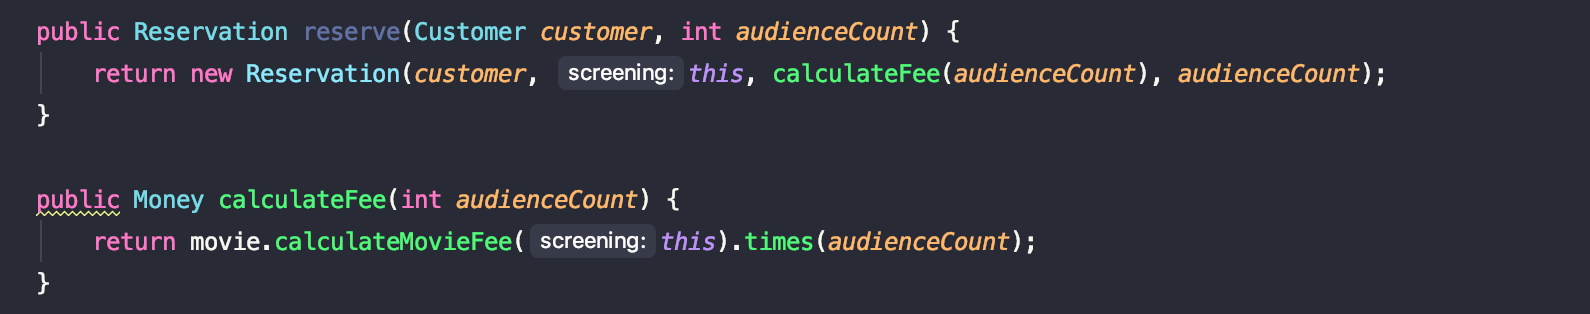 public Reservation reserve(Customer customer, int audienceCount) {
return new Reservation(customer, screening: this, calculateFee(audienceCount), audienceCount);
}
public Money calculateFee(int audienceCount) {
return movie.calculateMovieFee( screening: this).times(audienceCount);
}